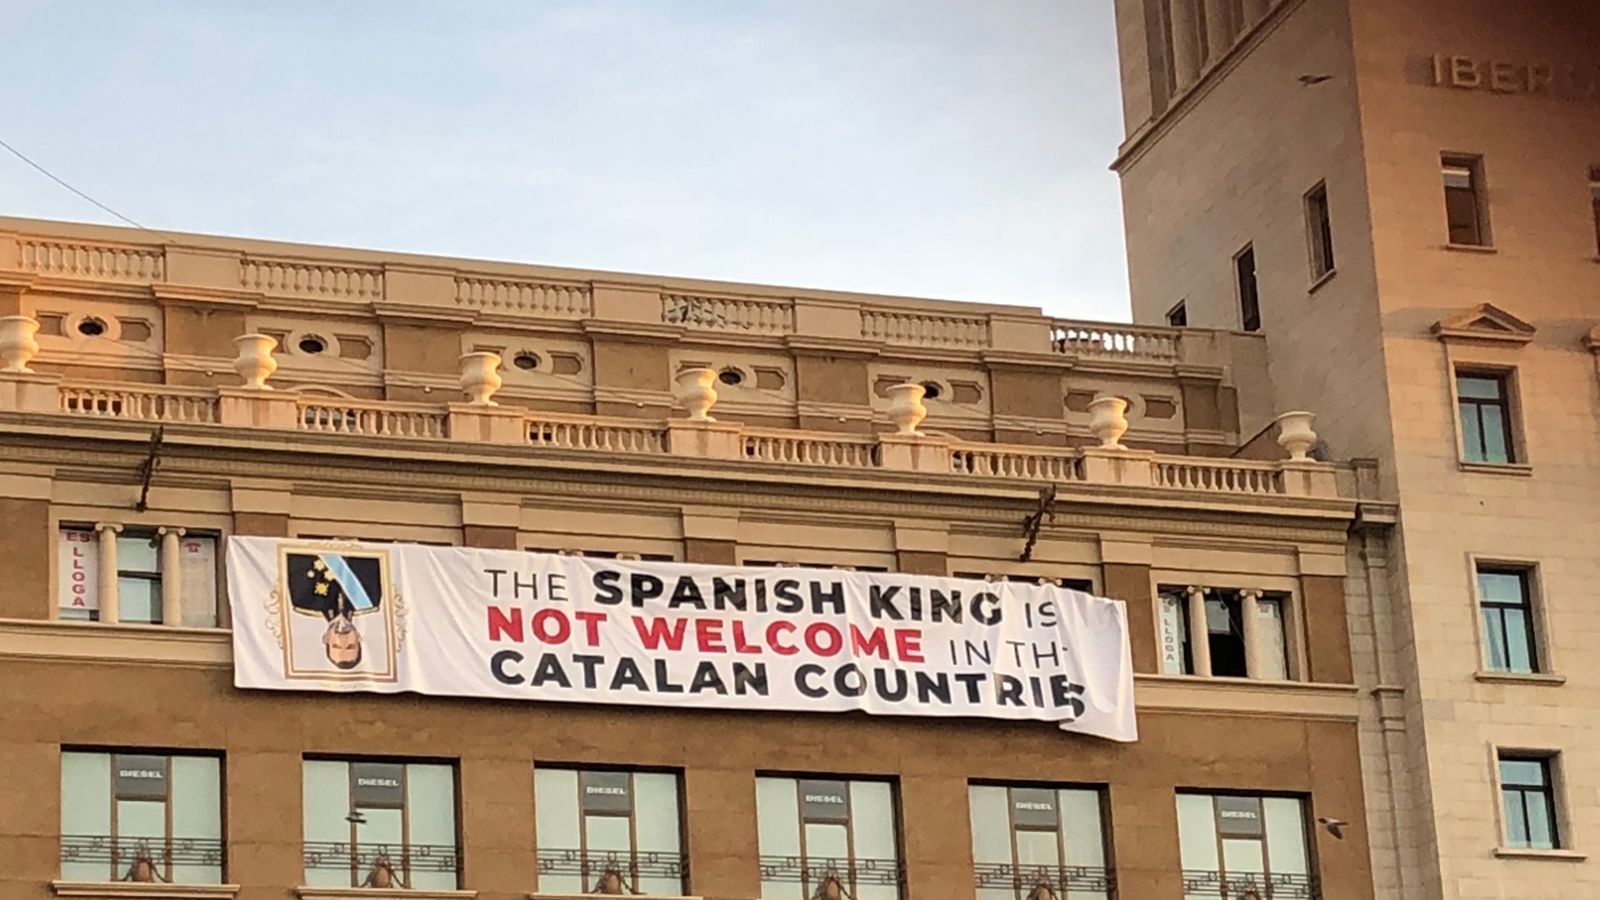 IBER
ES LLOGA
THE SPANISH KING IS
NOT WELCOME IN TH
CATALAN COUNTRIES
ES LLOGA
DIESEL
DIESEL
DIESEL
DIESEL
DIESEL
DIESEL